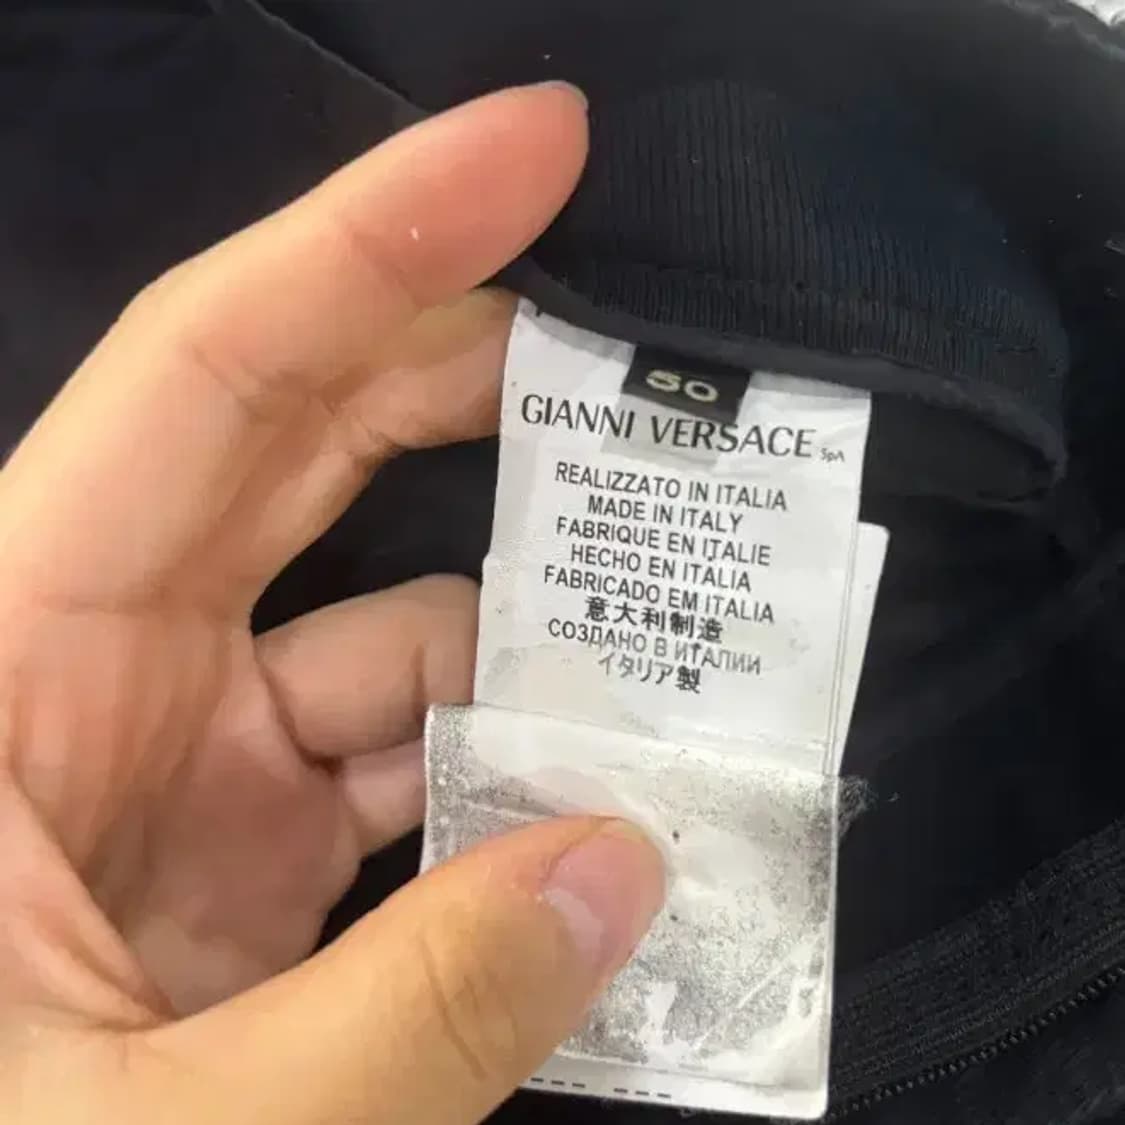 50
GIANNI VERSACE SpA
REALIZZATO IN ITALIA
MADE IN ITALY
FABRIQUE EN ITALIE
HECHO EN ITALIA
FABRICADO EM ITALIA
意大利制造
СОЗДАНО В ИТАЛИИ
イタリア製